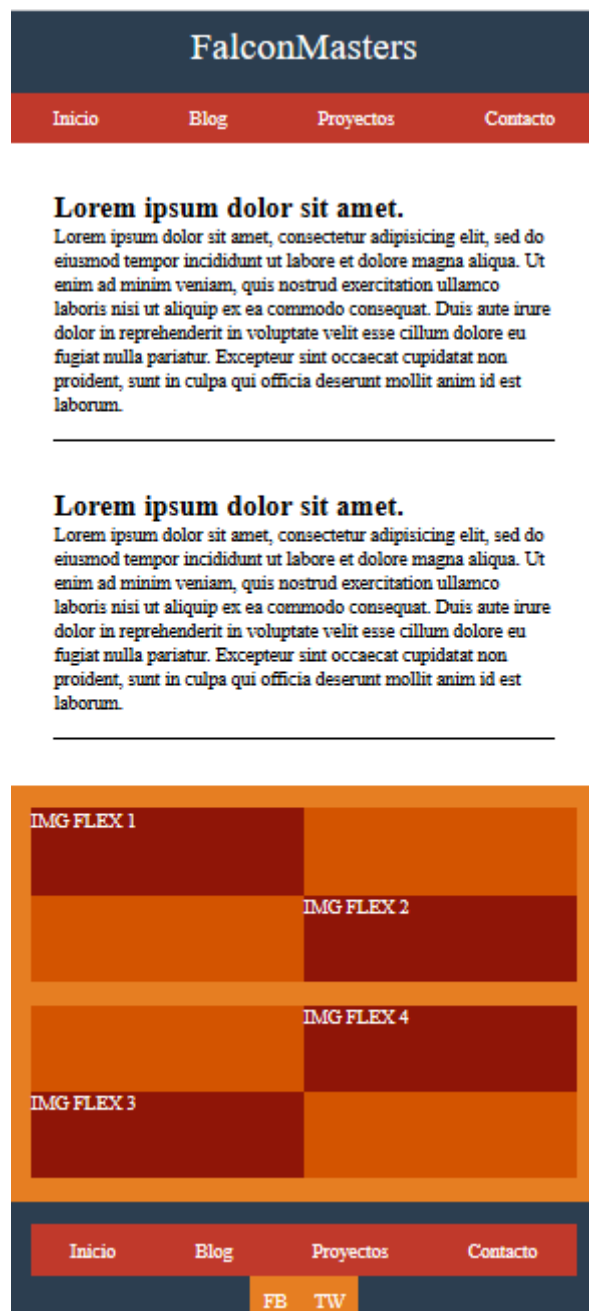 FalconMasters
Inicio Blog Proyectos Contacto
Lorem ipsum dolor sit amet.
Lorem ipsum dolor sit amet, consectetur adipisicing elit, sed do
eiusmod tempor incididunt ut labore et dolore magna aliqua. Ut
enim ad minim veniam, quis nostrud exercitation ullamco
laboris nisi ut aliquip ex ea commodo consequat. Duis aute irure
dolor in reprehenderit in voluptate velit esse cillum dolore eu
fugiat nulla pariatur. Excepteur sint occaecat cupidatat non
proident, sunt in culpa qui officia deserunt mollit anim id est
laborum.
Lorem ipsum dolor sit amet.
Lorem ipsum dolor sit amet, consectetur adipisicing elit, sed do
eiusmod tempor incididunt ut labore et dolore magna aliqua. Ut
enim ad minim veniam, quis nostrud exercitation ullamco
laboris nisi ut aliquip ex ea commodo consequat. Duis aute irure
dolor in reprehenderit in voluptate velit esse cillum dolore eu
fugiat nulla pariatur. Excepteur sint occaecat cupidatat non
proident, sunt in culpa qui officia deserunt mollit anim id est
laborum.
IMG FLEX 1
IMG FLEX 2
IMG FLEX 4
IMG FLEX 3
Inicio Blog Proyectos Contacto
FB TW